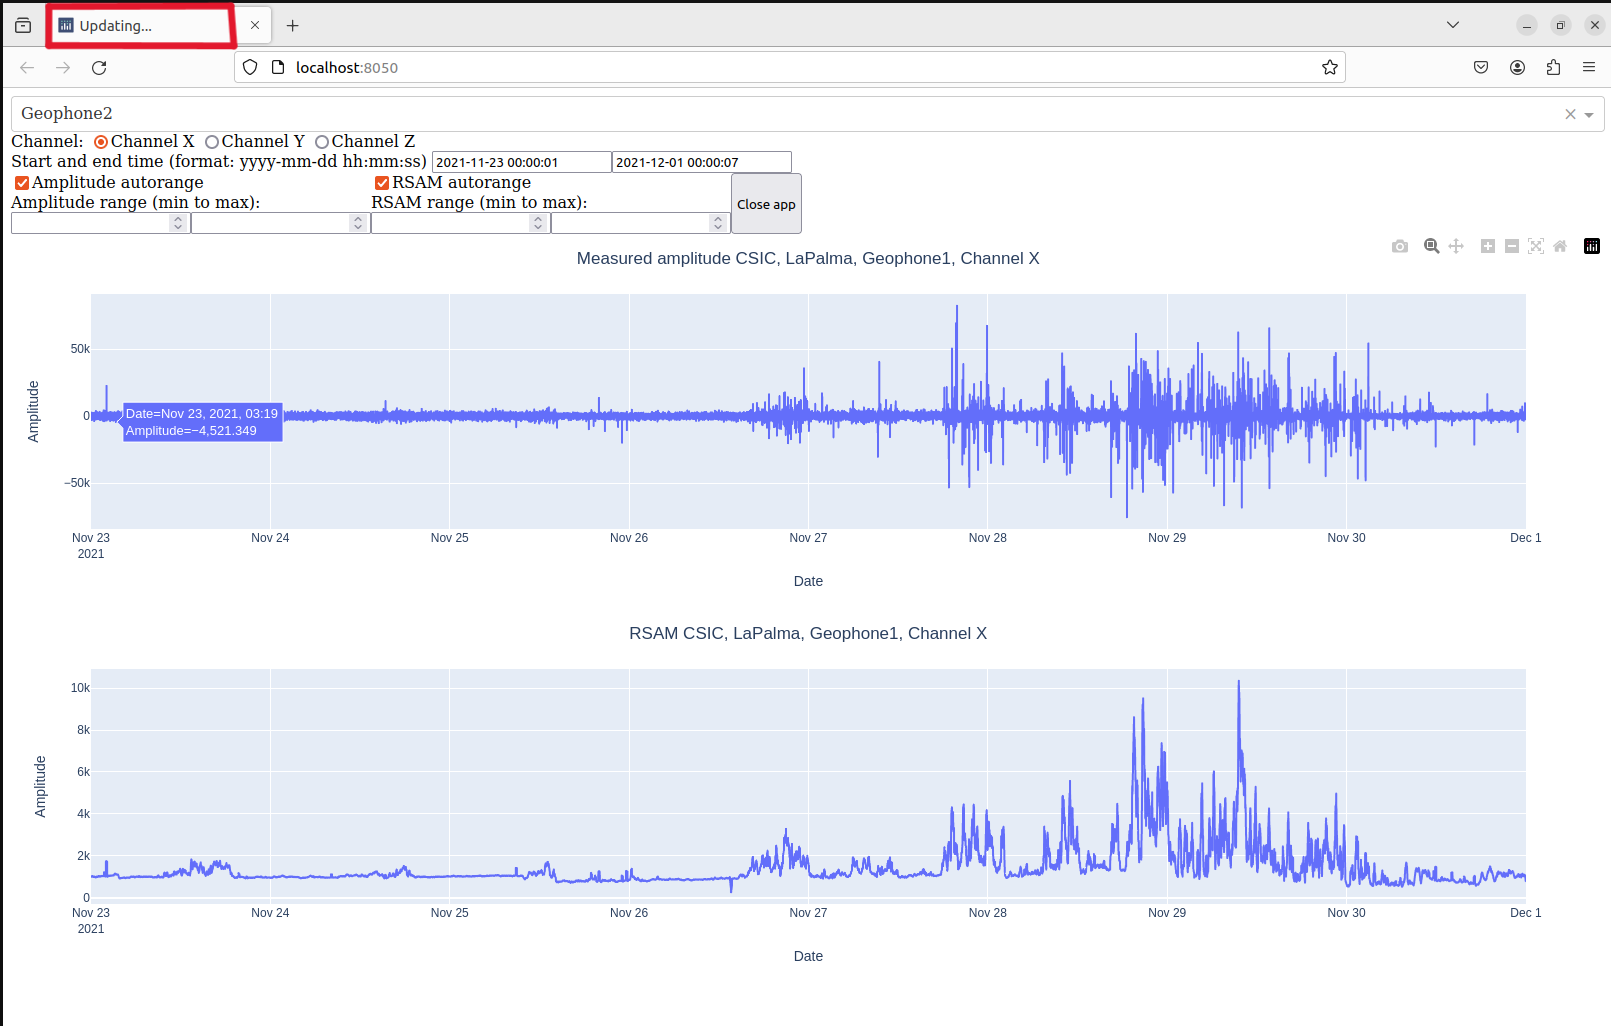 Updating...
localhost:8050
Geophone2
Channel: Channel X Channel Y Channel Z
Start and end time (format: yyyy-mm-dd hh:mm:ss) 2021-11-23 00:00:01 2021-12-01 00:00:07
Amplitude autorange RSAM autorange
Amplitude range (min to max): RSAM range (min to max):
Close app
Measured amplitude CSIC, LaPalma, Geophone1, Channel X
Amplitude
50k
0
−50k
Date=Nov 23, 2021, 03:19
Amplitude=−4,521.349
Nov 23 Nov 24 Nov 25 Nov 26 Nov 27 Nov 28 Nov 29 Nov 30 Dec 1
2021
Date
RSAM CSIC, LaPalma, Geophone1, Channel X
Amplitude
10k
8k
6k
4k
2k
0
Nov 23 Nov 24 Nov 25 Nov 26 Nov 27 Nov 28 Nov 29 Nov 30 Dec 1
2021
Date